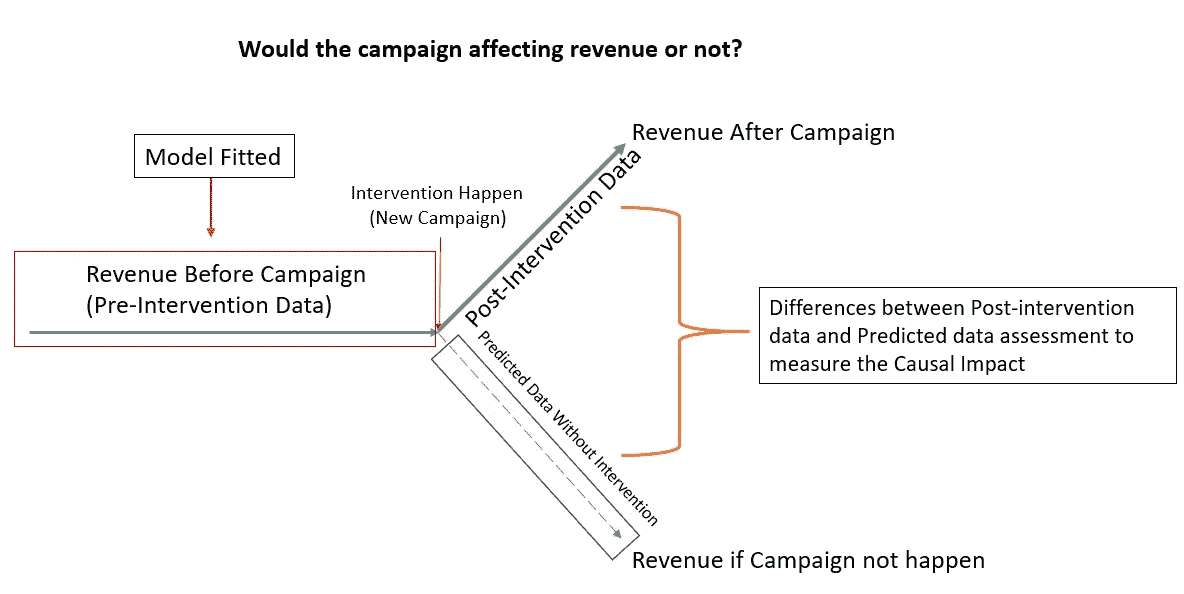 Would the campaign affecting revenue or not?
Revenue After Campaign
Model Fitted
Intervention Happen
(New Campaign)
Post-Intervention Data
Revenue Before Campaign
(Pre-Intervention Data)
Differences between Post-intervention
data and Predicted data assessment to
measure the Causal Impact
Predicted Data Without Intervention
Revenue if Campaign not happen